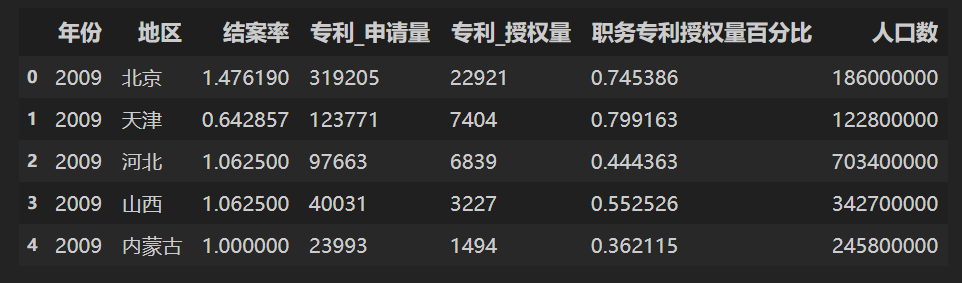 年份 地区 结案率 专利_申请量 专利_授权量 职务专利授权量百分比 人口数
0 2009 北京 1.476190 319205 22921 0.745386 186000000
1 2009 天津 0.642857 123771 7404 0.799163 122800000
2 2009 河北 1.062500 97663 6839 0.444363 703400000
3 2009 山西 1.062500 40031 3227 0.552526 342700000
4 2009 内蒙古 1.000000 23993 1494 0.362115 245800000